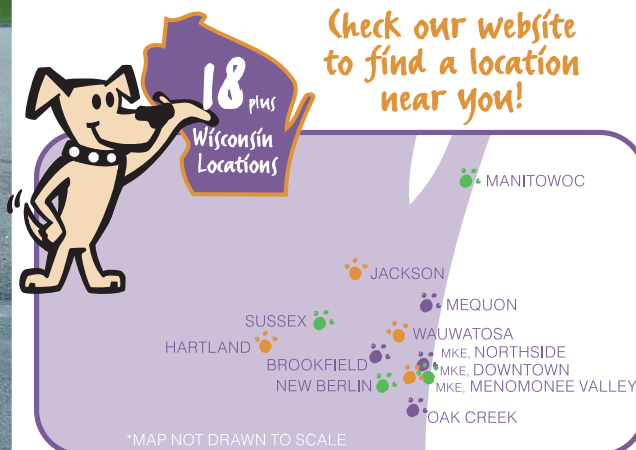 Check our website
to find a location
near you!
18 plus
Wisconsin
Locations
MANITOWOC
JACKSON
MEQUON
SUSSEX
WAUWATOSA
HARTLAND
MKE, NORTHSIDE
BROOKFIELD
MKE, DOWNTOWN
NEW BERLIN
MKE, MENOMONEE VALLEY
OAK CREEK
*MAP NOT DRAWN TO SCALE